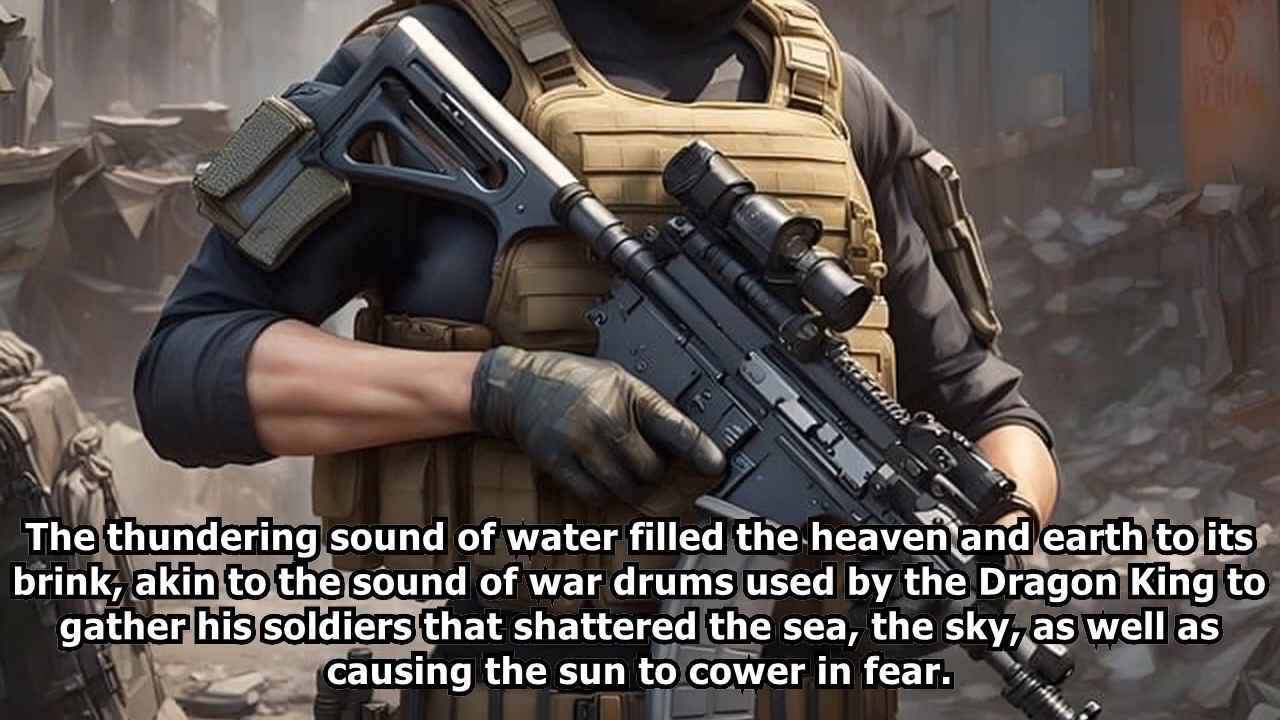 The thundering sound of water filled the heaven and earth to its
brink, akin to the sound of war drums used by the Dragon King to
gather his soldiers that shattered the sea, the sky, as well as
causing the sun to cower in fear.